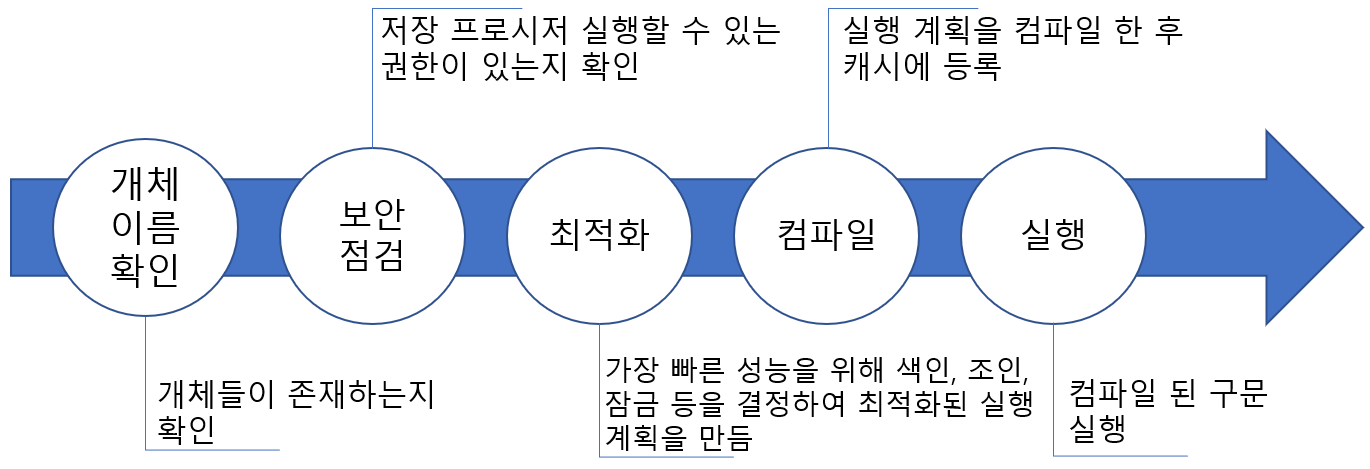 저장 프로시저 실행할 수 있는
권한이 있는지 확인
실행 계획을 컴파일 한 후
캐시에 등록
개체
이름
확인
보안
점검
최적화
컴파일
실행
개체들이 존재하는지
확인
가장 빠른 성능을 위해 색인, 조인,
잠금 등을 결정하여 최적화된 실행
계획을 만듬
컴파일 된 구문
실행